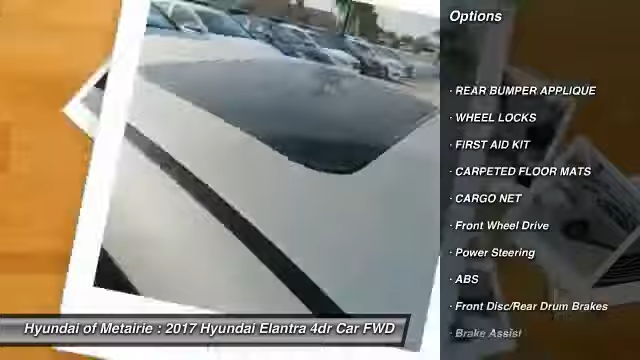 Options
· REAR BUMPER APPLIQUE
· WHEEL LOCKS
· FIRST AID KIT
· CARPETED FLOOR MATS
· CARGO NET
· Front Wheel Drive
· Power Steering
· ABS
· Front Disc/Rear Drum Brakes
· Brake Assist
Hyundai of Metairie : 2017 Hyundai Elantra 4dr Car FWD